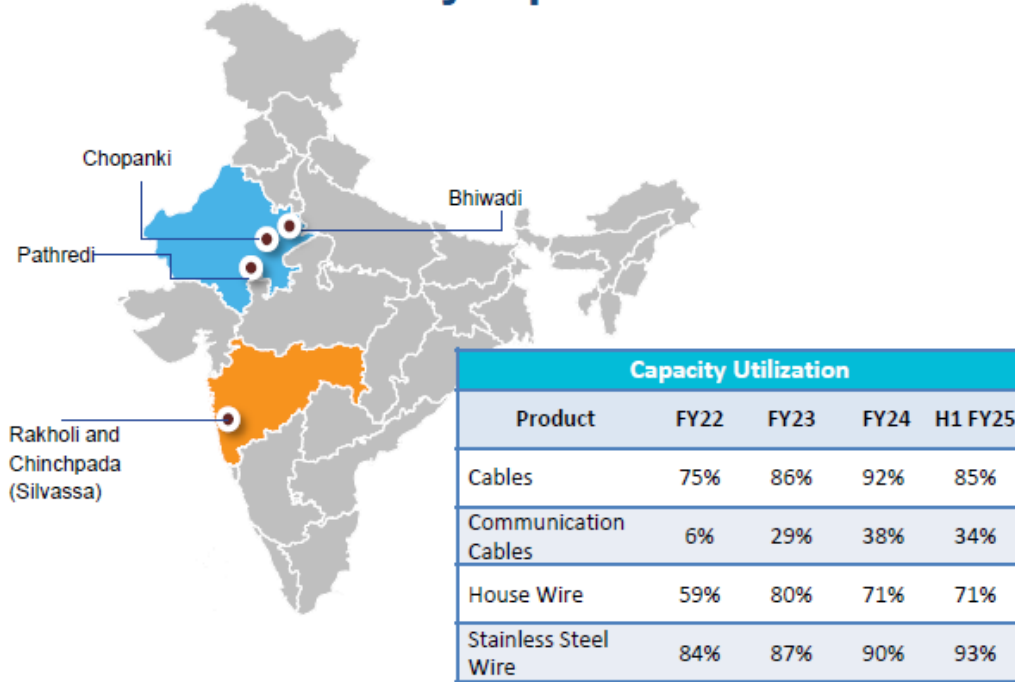 Chopanki
Bhiwadi
Pathredi
Rakholi and
Chinchpada
(Silvassa)
Capacity Utilization
Product FY22 FY23 FY24 H1 FY25
Cables 75% 86% 92% 85%
Communication
Cables 6% 29% 38% 34%
House Wire 59% 80% 71% 71%
Stainless Steel
Wire 84% 87% 90% 93%